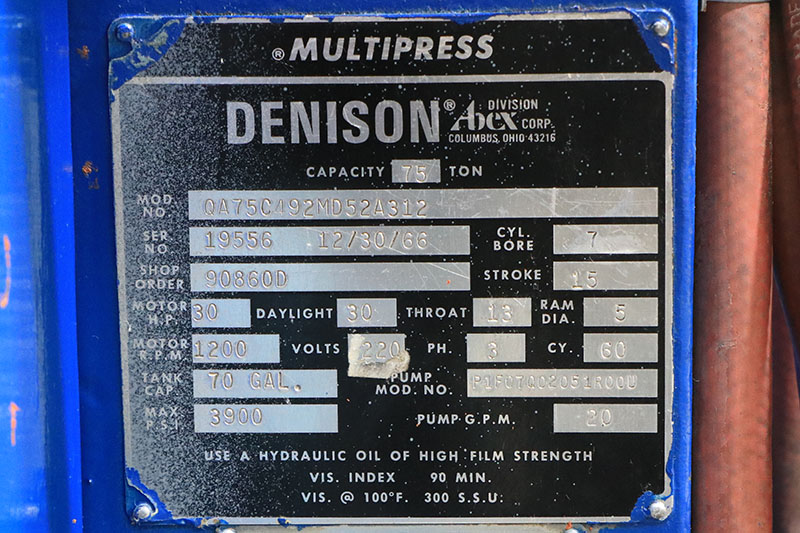 ® MULTIPRESS
DENISON® DIVISION Abex CORP.
COLUMBUS, OHIO 43216
CAPACITY 75 TON
MOD NO. QA75C492MD52A312
SER NO 19556 12/30/66 CYL. BORE 7
SHOP ORDER 90860D STROKE 15
MOTOR H.P. 30 DAYLIGHT 30 THROAT 13 RAM DIA. 5
MOTOR R.P.M 1200 VOLTS 220 PH. 3 CY. 60
TANK CAP. 70 GAL. PUMP MOD. NO.
MAX P.S.I 3900 PUMP G.P.M. 20
USE A HYDRAULIC OIL OF HIGH FILM STRENGTH
VIS. INDEX 90 MIN.
VIS. @ 100°F. 300 S.S.U.